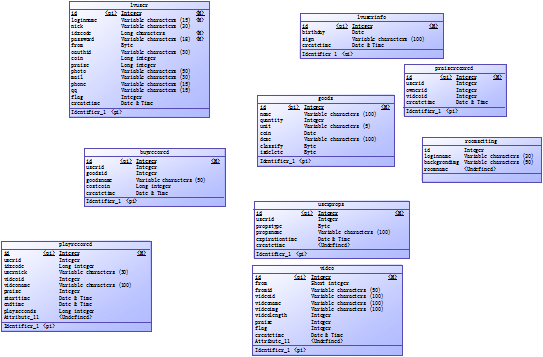 lvuser
id <pi> Integer <M>
loginname Variable characters (15) <M>
nick Variable characters (20)
idxcode Long characters <M>
password Variable characters (18) <M>
from Byte
oauthid Variable characters (50)
coin Long integer
praise Long integer
photo Variable characters (50)
mail Variable characters (30)
phone Variable characters (15)
qq Variable characters (15)
flag Integer
createtime Date & Time
Identifier_1 <pi>
lvuserinfo
id <pi> Integer <M>
birthday Date
sign Variable characters (100)
createtime Date & Time
Identifier_1 <pi>
praiserecored
id <pi> Integer <M>
userid Integer
ownerid Integer
videoid Integer
createtime Date & Time
Identifier_1 <pi>
goods
id <pi> Integer <M>
name Variable characters (100)
quantity Integer
unit Variable characters (5)
coin Date
desc Variable characters (100)
classify Byte
isdelete Byte
Identifier_1 <pi>
roomsetting
id Integer
loginname Variable characters (20)
backgrounding Variable characters (50)
roomname <Undefined>
buyrecored
id <pi> Integer <M>
userid Integer
goodsid Integer
goodsname Variable characters (50)
costcoin Long integer
createtime Date & Time
Identifier_1 <pi>
userprops
id <pi> Integer <M>
userid Integer
propstype Byte
propsname Variable characters (100)
expirationtime Date & Time
createtime <Undefined>
Identifier_1 <pi>
playrecored
id <pi> Integer <M>
userid Integer
idxcode Long integer
usernick Variable characters (30)
videoid Integer
videoname Variable characters (100)
praise Integer
starttime Date & Time
endtime Date & Time
playseconds Long integer
Attribute_11 <Undefined>
Identifier_1 <pi>
video
id <pi> Integer <M>
from Short integer
fromid Variable characters (50)
videoid Variable characters (100)
videoname Variable characters (100)
videoimg Variable characters (100)
videolength Integer
praise Integer
flag Integer
createtime Date & Time
Attribute_11 <Undefined>
Identifier_1 <pi>